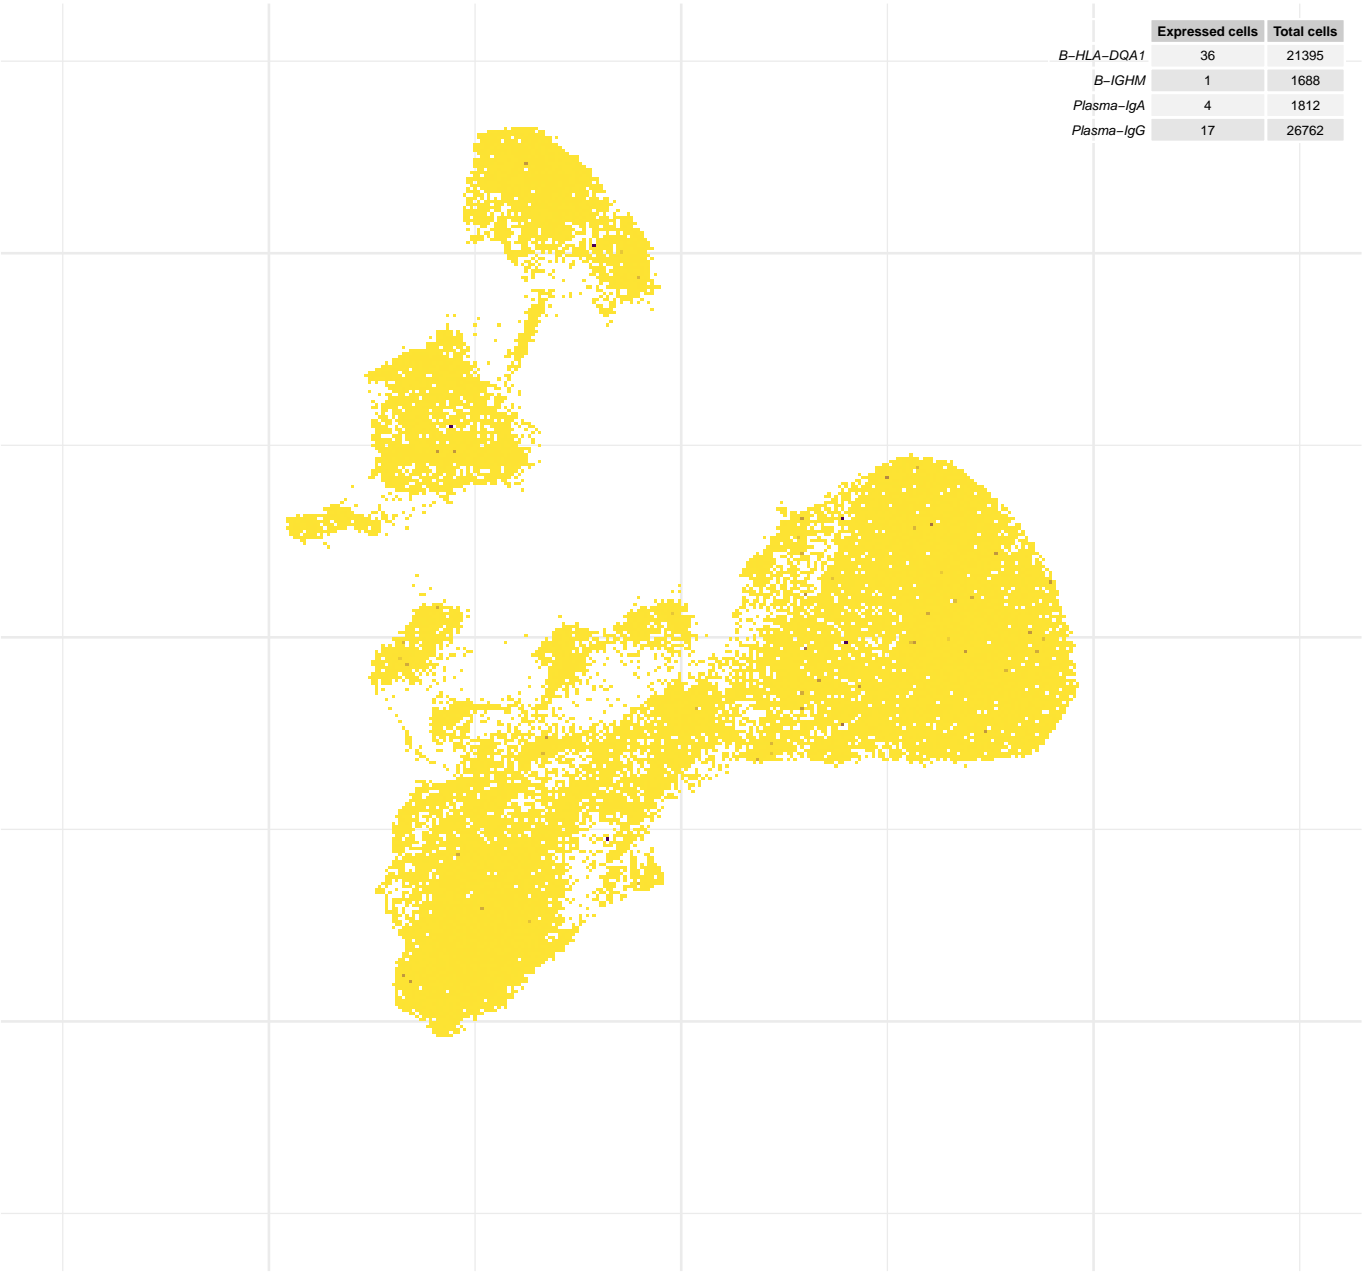 Expressed cells Total cells
B−HLA−DQA1 36 21395
B−IGHM 1 1688
Plasma−IgA 4 1812
Plasma−IgG 17 26762